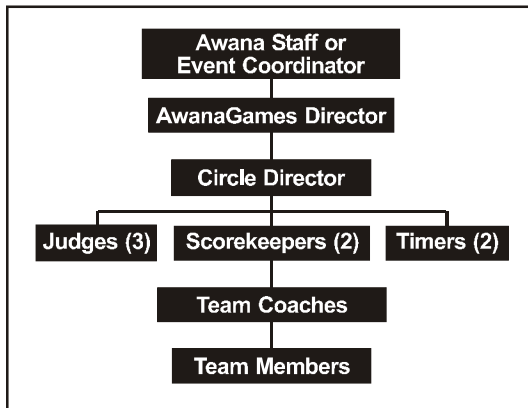 Awana Staff or
Event Coordinator
AwanaGames Director
Circle Director
Judges (3)
Scorekeepers (2)
Timers (2)
Team Coaches
Team Members